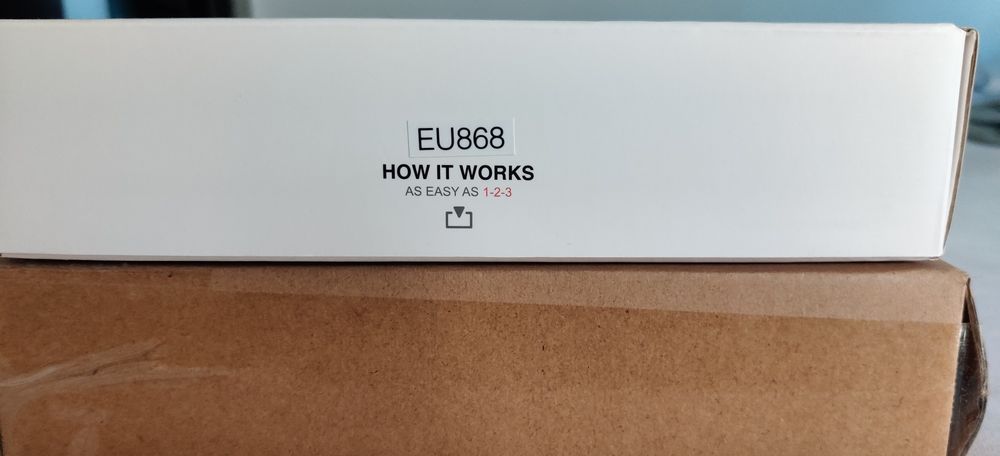 EU868
HOW IT WORKS
AS EASY AS 1-2-3